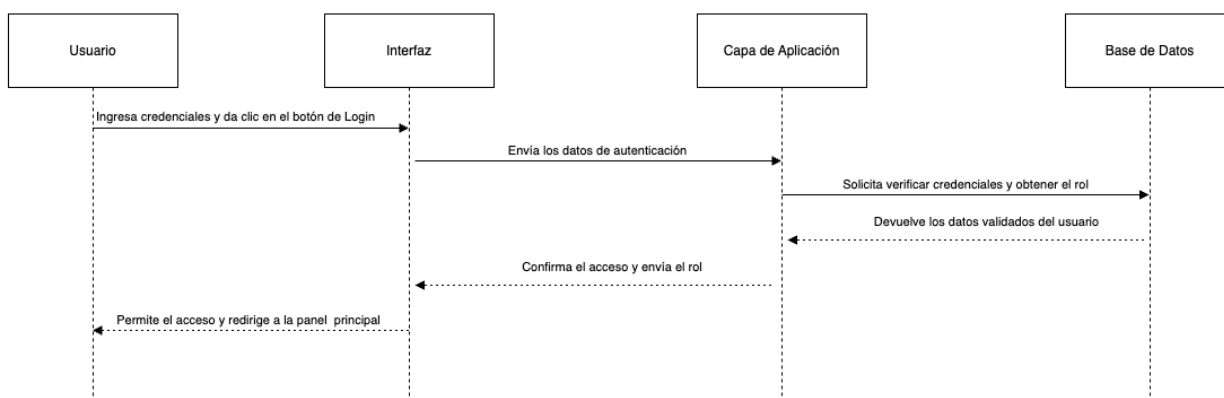 Usuario
Interfaz
Capa de Aplicación
Base de Datos
Ingresa credenciales y da clic en el botón de Login
Envía los datos de autenticación
Solicita verificar credenciales y obtener el rol
Devuelve los datos validados del usuario
Confirma el acceso y envía el rol
Permite el acceso y redirige a la panel principal